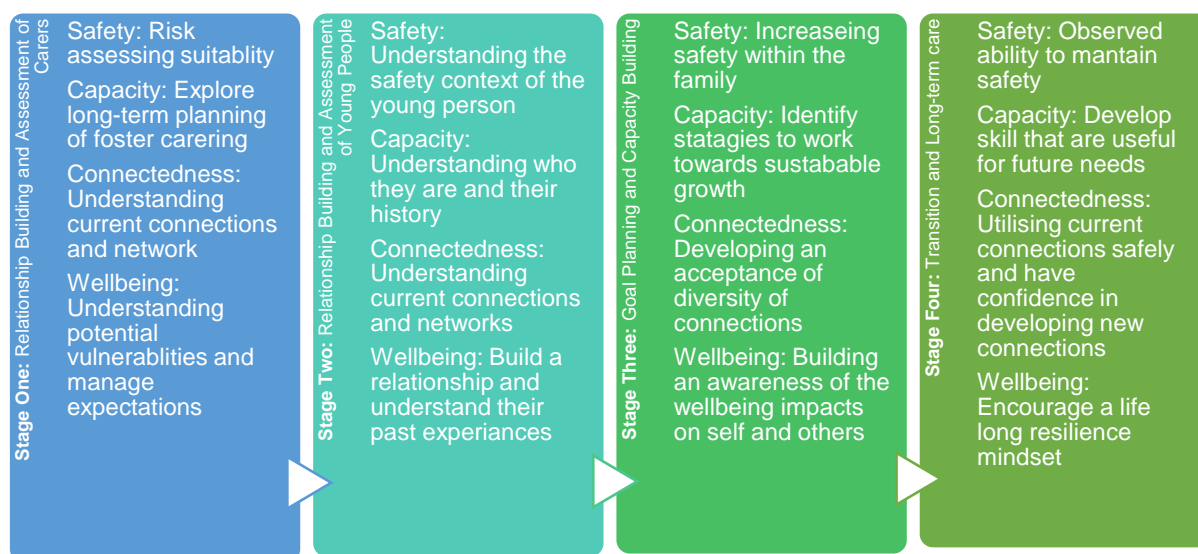 Stage One: Relationship Building and Assessment of
Carers
Safety: Risk
assessing suitablity
Capacity: Explore
long-term planning
of foster carering
Connectedness:
Understanding
current connections
and network
Wellbeing:
Understanding
potential
vulnerablities and
manage
expectations
Stage Two: Relationship Building and Assessment
of Young People
Safety:
Understanding the
safety context of the
young person
Capacity:
Understanding who
they are and their
history
Connectedness:
Understanding
current connections
and networks
Wellbeing: Build a
relationship and
understand their
past experiances
Stage Three: Goal Planning and Capacity Building
Safety: Increaseing
safety within the
family
Capacity: Identify
statagies to work
towards sustabable
growth
Connectedness:
Developing an
acceptance of
diversity of
connections
Wellbeing: Building
an awareness of the
wellbeing impacts
on self and others
Stage Four: Transition and Long-term care
Safety: Observed
ability to mantain
safety
Capacity: Develop
skill that are useful
for future needs
Connectedness:
Utilising current
connections safely
and have
confidence in
developing new
connections
Wellbeing:
Encourage a life
long resilience
mindset